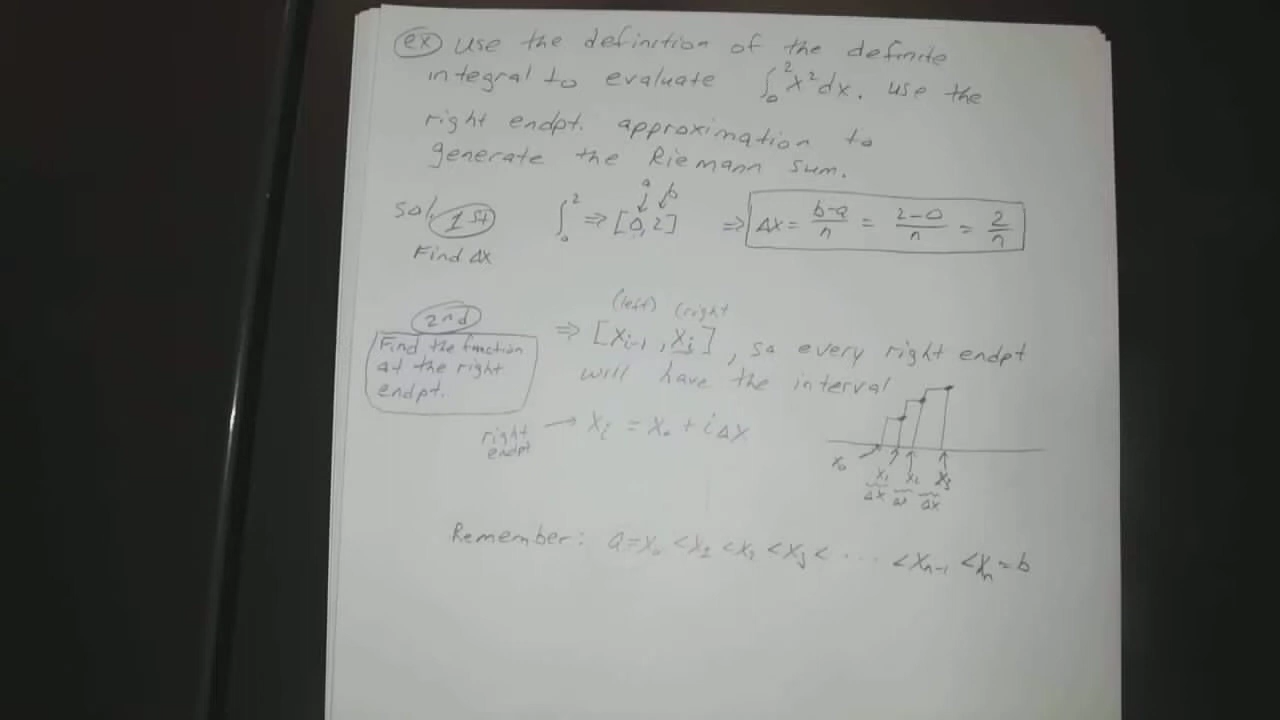 ex Use the definition of the definite
integral to evaluate ∫₀² x² dx. Use the
right endpt. approximation to
generate the Riemann sum.
a b
sol. 1st ∫₀² ⇒ [0,2] ⇒ Δx = (b-a)/n = (2-0)/n = 2/n
Find Δx
(left) (right
2nd ⇒ [Xᵢ₋₁, Xᵢ], so every right endpt
Find the function
at the right
endpt.
will have the interval
right
endpt → Xᵢ = X₀ + iΔX
X₀ X₁ X₂ X₃
ΔX ΔX ΔX
Remember: a = X₀ < X₁ < X₂ < X₃ < ... < Xₙ₋₁ < Xₙ = b